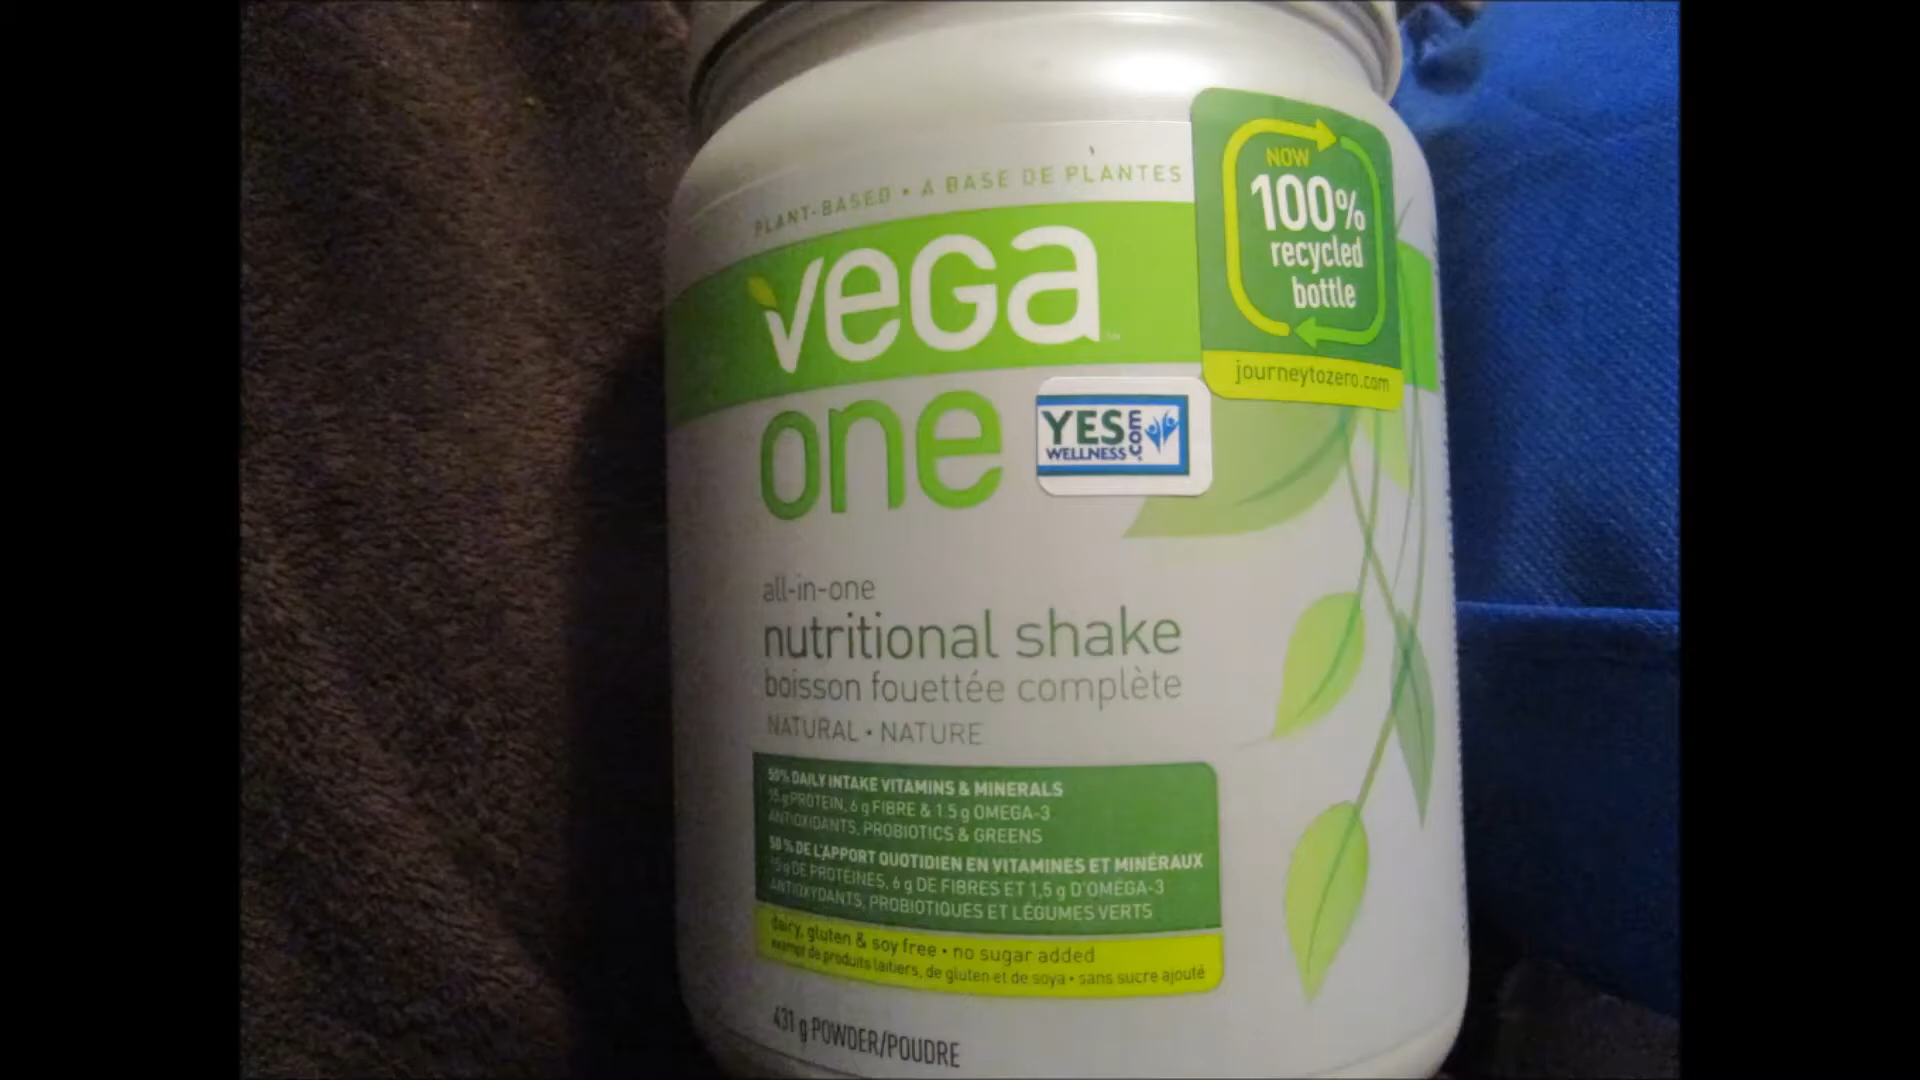 PLANT-BASED • À BASE DE PLANTES
vega™
one
NOW
100%
recycled
bottle
journeytozero.com
YES
WELLNESS
.com
all-in-one
nutritional shake
boisson fouettée complète
NATURAL • NATURE
50% DAILY INTAKE VITAMINS & MINERALS
15 g PROTEIN, 6 g FIBRE & 1.5 g OMEGA-3
ANTIOXIDANTS, PROBIOTICS & GREENS
50 % DE L'APPORT QUOTIDIEN EN VITAMINES ET MINÉRAUX
15 g DE PROTÉINES, 6 g DE FIBRES ET 1,5 g D'OMÉGA-3
ANTIOXYDANTS, PROBIOTIQUES ET LÉGUMES VERTS
dairy, gluten & soy free • no sugar added
exempt de produits laitiers, de gluten et de soya • sans sucre ajouté
431 g POWDER/POUDRE